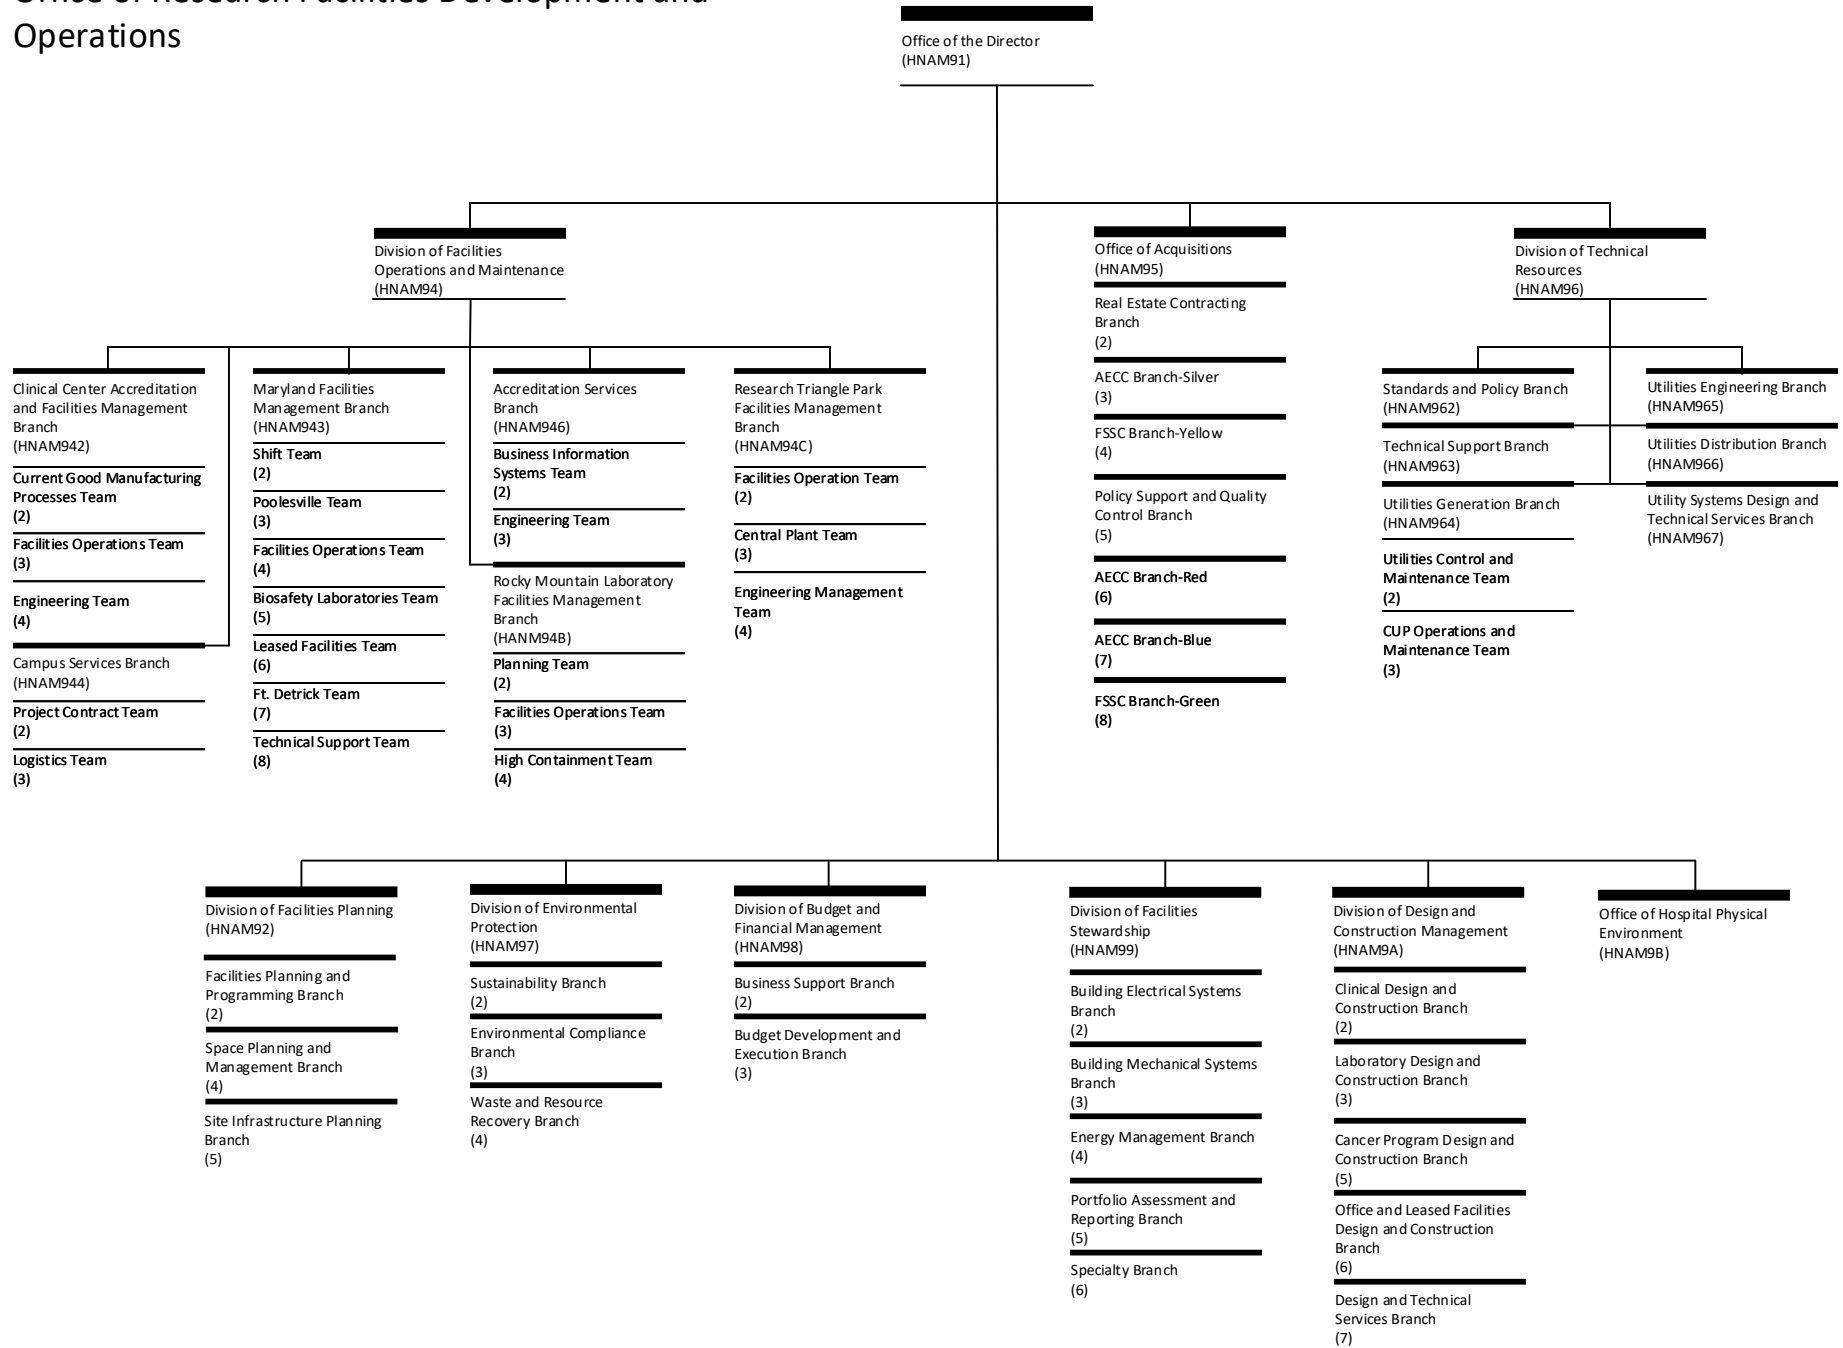 Office of Research Facilities Development and
Operations
Office of the Director
(HNAM91)
Division of Facilities
Operations and Maintenance
(HNAM94)
Office of Acquisitions
(HNAM95)
Division of Technical
Resources
(HNAM96)
Clinical Center Accreditation
and Facilities Management
Branch
(HNAM942)
Current Good Manufacturing
Processes Team
(2)
Facilities Operations Team
(3)
Engineering Team
(4)
Campus Services Branch
(HNAM944)
Project Contract Team
(2)
Logistics Team
(3)
Maryland Facilities
Management Branch
(HNAM943)
Shift Team
(2)
Poolesville Team
(3)
Facilities Operations Team
(4)
Biosafety Laboratories Team
(5)
Leased Facilities Team
(6)
Ft. Detrick Team
(7)
Technical Support Team
(8)
Accreditation Services
Branch
(HNAM946)
Business Information
Systems Team
(2)
Engineering Team
(3)
Rocky Mountain Laboratory
Facilities Management
Branch
(HANM94B)
Planning Team
(2)
Facilities Operations Team
(3)
High Containment Team
(4)
Research Triangle Park
Facilities Management
Branch
(HNAM94C)
Facilities Operation Team
(2)
Central Plant Team
(3)
Engineering Management
Team
(4)
Real Estate Contracting
Branch
(2)
AECC Branch-Silver
(3)
FSSC Branch-Yellow
(4)
Policy Support and Quality
Control Branch
(5)
AECC Branch-Red
(6)
AECC Branch-Blue
(7)
FSSC Branch-Green
(8)
Standards and Policy Branch
(HNAM962)
Technical Support Branch
(HNAM963)
Utilities Generation Branch
(HNAM964)
Utilities Control and
Maintenance Team
(2)
CUP Operations and
Maintenance Team
(3)
Utilities Engineering Branch
(HNAM965)
Utilities Distribution Branch
(HNAM966)
Utility Systems Design and
Technical Services Branch
(HNAM967)
Division of Facilities Planning
(HNAM92)
Facilities Planning and
Programming Branch
(2)
Space Planning and
Management Branch
(4)
Site Infrastructure Planning
Branch
(5)
Division of Environmental
Protection
(HNAM97)
Sustainability Branch
(2)
Environmental Compliance
Branch
(3)
Waste and Resource
Recovery Branch
(4)
Division of Budget and
Financial Management
(HNAM98)
Business Support Branch
(2)
Budget Development and
Execution Branch
(3)
Division of Facilities
Stewardship
(HNAM99)
Building Electrical Systems
Branch
(2)
Building Mechanical Systems
Branch
(3)
Energy Management Branch
(4)
Portfolio Assessment and
Reporting Branch
(5)
Specialty Branch
(6)
Division of Design and
Construction Management
(HNAM9A)
Clinical Design and
Construction Branch
(2)
Laboratory Design and
Construction Branch
(3)
Cancer Program Design and
Construction Branch
(5)
Office and Leased Facilities
Design and Construction
Branch
(6)
Design and Technical
Services Branch
(7)
Office of Hospital Physical
Environment
(HNAM9B)